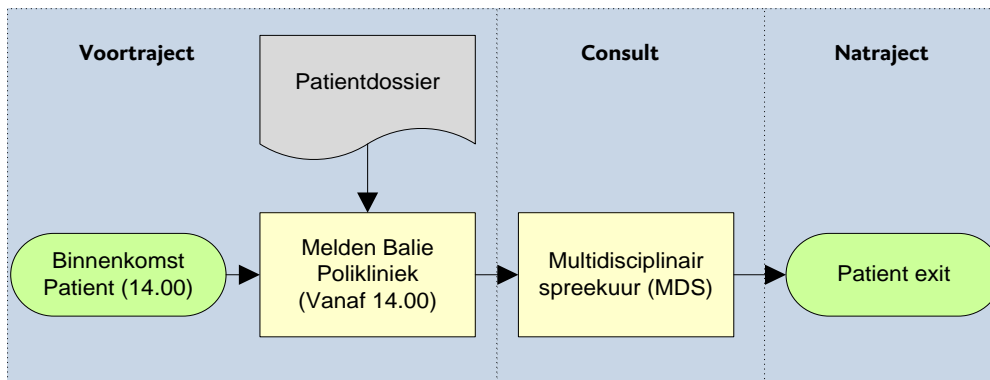 Voortraject
Consult
Natraject
Patientdossier
Binnenkomst
Patient (14.00)
Melden Balie
Polikliniek
(Vanaf 14.00)
Multidisciplinair
spreekuur (MDS)
Patient exit